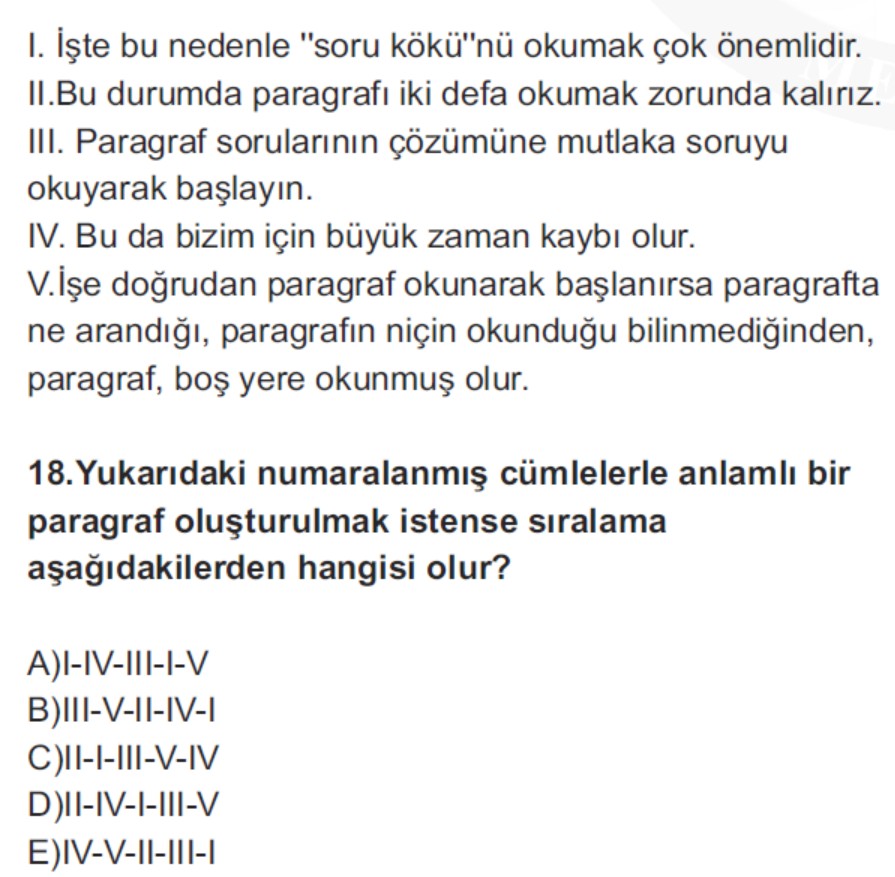 I. İşte bu nedenle "soru kökü"nü okumak çok önemlidir.
II.Bu durumda paragrafı iki defa okumak zorunda kalırız.
III. Paragraf sorularının çözümüne mutlaka soruyu
okuyarak başlayın.
IV. Bu da bizim için büyük zaman kaybı olur.
V.İşe doğrudan paragraf okunarak başlanırsa paragrafta
ne arandığı, paragrafın niçin okunduğu bilinmediğinden,
paragraf, boş yere okunmuş olur.
18.Yukarıdaki numaralanmış cümlelerle anlamlı bir
paragraf oluşturulmak istense sıralama
aşağıdakilerden hangisi olur?
A)I-IV-III-I-V
B)III-V-II-IV-I
C)II-I-III-V-IV
D)II-IV-I-III-V
E)IV-V-II-III-I